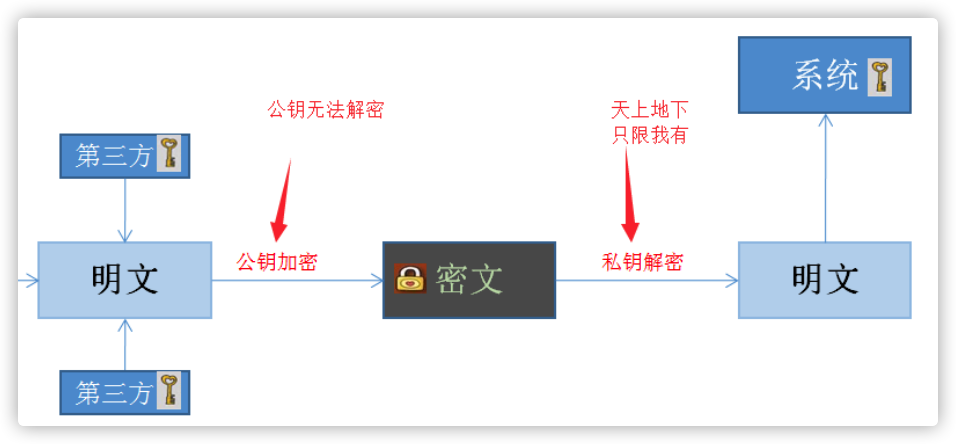 系统
公钥无法解密
天上地下
只限我有
第三方
明文
公钥加密
密文
私钥解密
明文
第三方